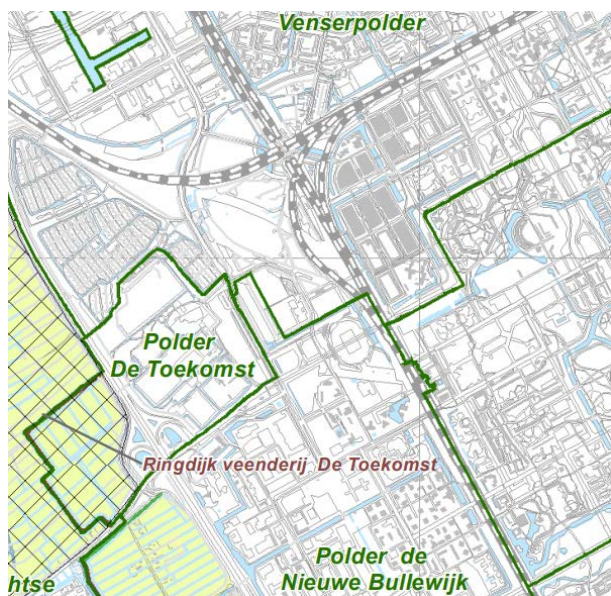 Venserpolder
Polder
De Toekomst
Ringdijk veenderij De Toekomst
Polder de
Nieuwe Bullewijk
htse